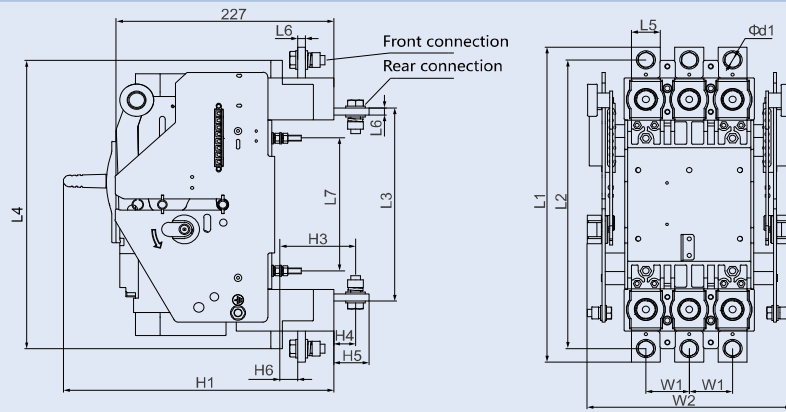 227
L6
Front connection
Rear connection
L6
L4
L7
L3
H3
H4
H5
H6
H1
L5
Φd1
L1
L2
W1
W1
W2